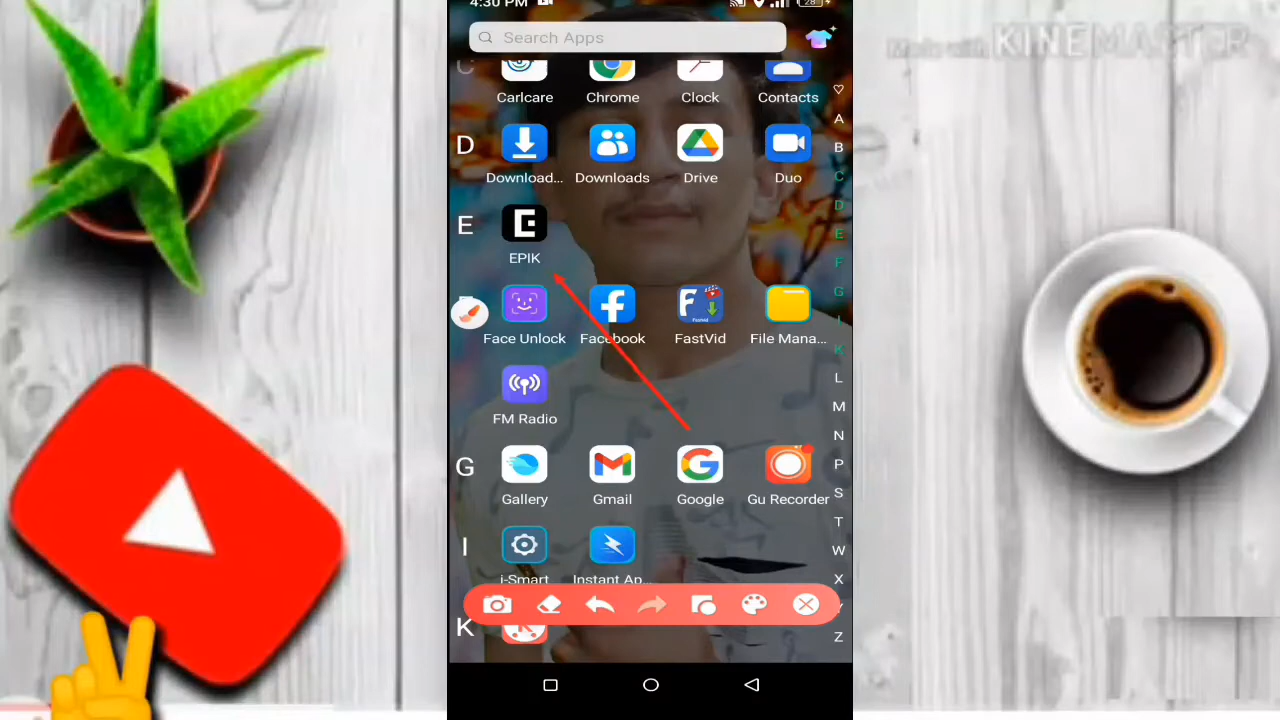 4:30 PM
28
Search Apps
Made with KINEMASTER
C
Carlcare
Chrome
Clock
Contacts
D
Download...
Downloads
Drive
Duo
E
EPIK
Face Unlock
Facebook
FastVid
File Mana...
FM Radio
G
Gallery
Gmail
Google
Gu Recorder
I
i-Smart
Instant Ap...
K
A
B
C
D
E
F
G
I
K
L
M
N
P
S
T
W
X
Y
Z